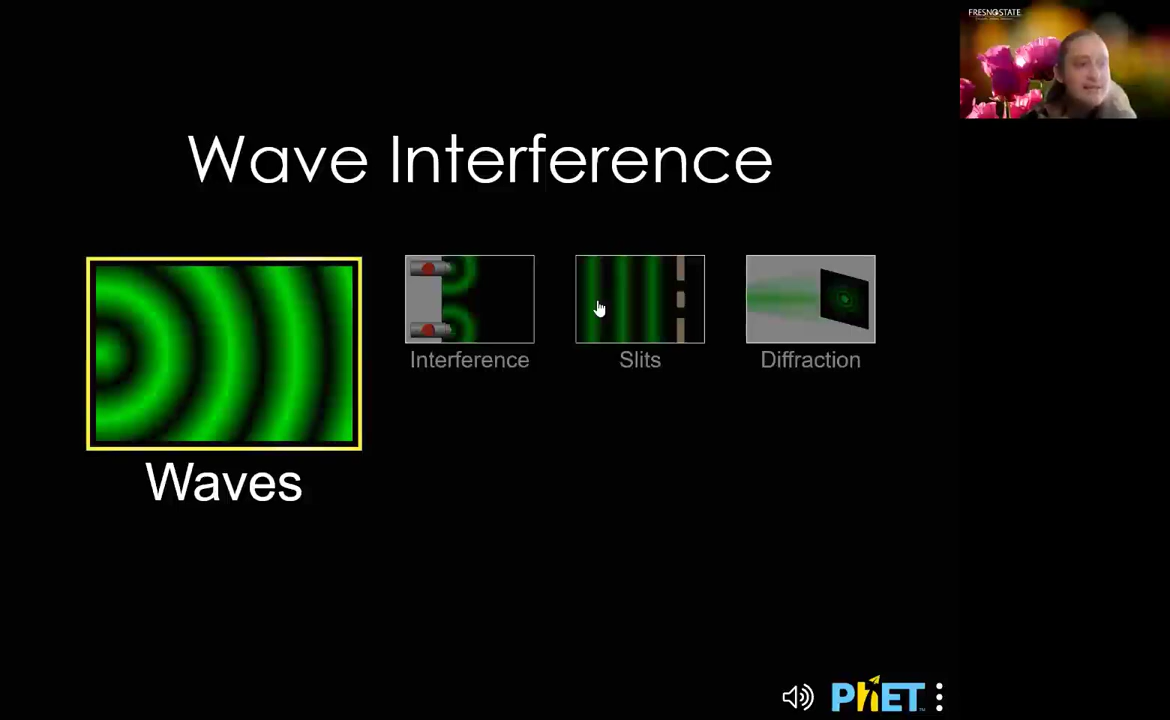 FRESNO STATE
Wave Interference
Interference
Slits
Diffraction
Waves
PhET